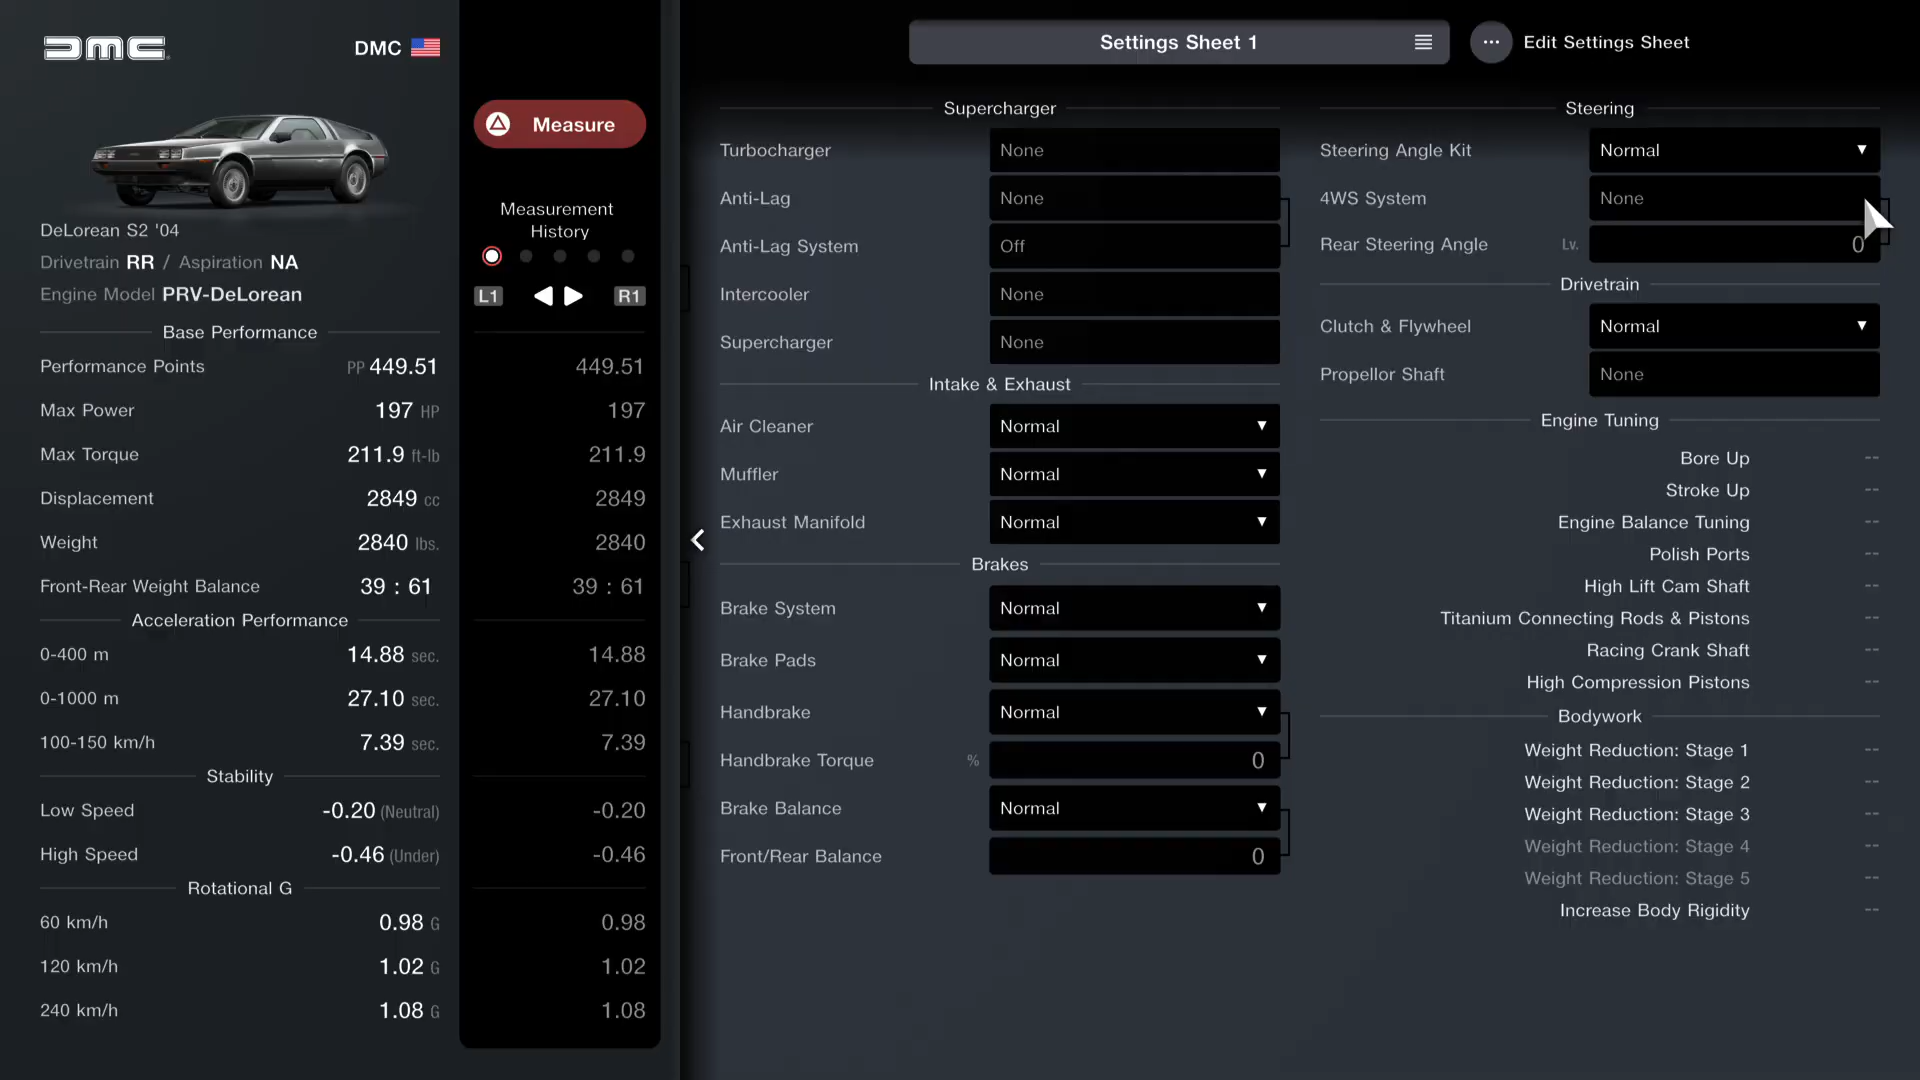 DMC
DMC
DeLorean S2 '04
Drivetrain RR / Aspiration NA
Engine Model PRV-DeLorean
Base Performance
Performance Points PP 449.51
Max Power 197 HP
Max Torque 211.9 ft-lb
Displacement 2849 cc
Weight 2840 lbs.
Front-Rear Weight Balance 39 : 61
Acceleration Performance
0-400 m 14.88 sec.
0-1000 m 27.10 sec.
100-150 km/h 7.39 sec.
Stability
Low Speed -0.20 (Neutral)
High Speed -0.46 (Under)
Rotational G
60 km/h 0.98 G
120 km/h 1.02 G
240 km/h 1.08 G
Measure
Measurement
History
L1 R1
449.51
197
211.9
2849
2840
39 : 61
14.88
27.10
7.39
-0.20
-0.46
0.98
1.02
1.08
Settings Sheet 1
Edit Settings Sheet
Supercharger
Turbocharger None
Anti-Lag None
Anti-Lag System Off
Intercooler None
Supercharger None
Intake & Exhaust
Air Cleaner Normal
Muffler Normal
Exhaust Manifold Normal
Brakes
Brake System Normal
Brake Pads Normal
Handbrake Normal
Handbrake Torque % 0
Brake Balance Normal
Front/Rear Balance 0
Steering
Steering Angle Kit Normal
4WS System None
Rear Steering Angle Lv. 0
Drivetrain
Clutch & Flywheel Normal
Propellor Shaft None
Engine Tuning
Bore Up --
Stroke Up --
Engine Balance Tuning --
Polish Ports --
High Lift Cam Shaft --
Titanium Connecting Rods & Pistons --
Racing Crank Shaft --
High Compression Pistons --
Bodywork
Weight Reduction: Stage 1 --
Weight Reduction: Stage 2 --
Weight Reduction: Stage 3 --
Weight Reduction: Stage 4 --
Weight Reduction: Stage 5 --
Increase Body Rigidity --